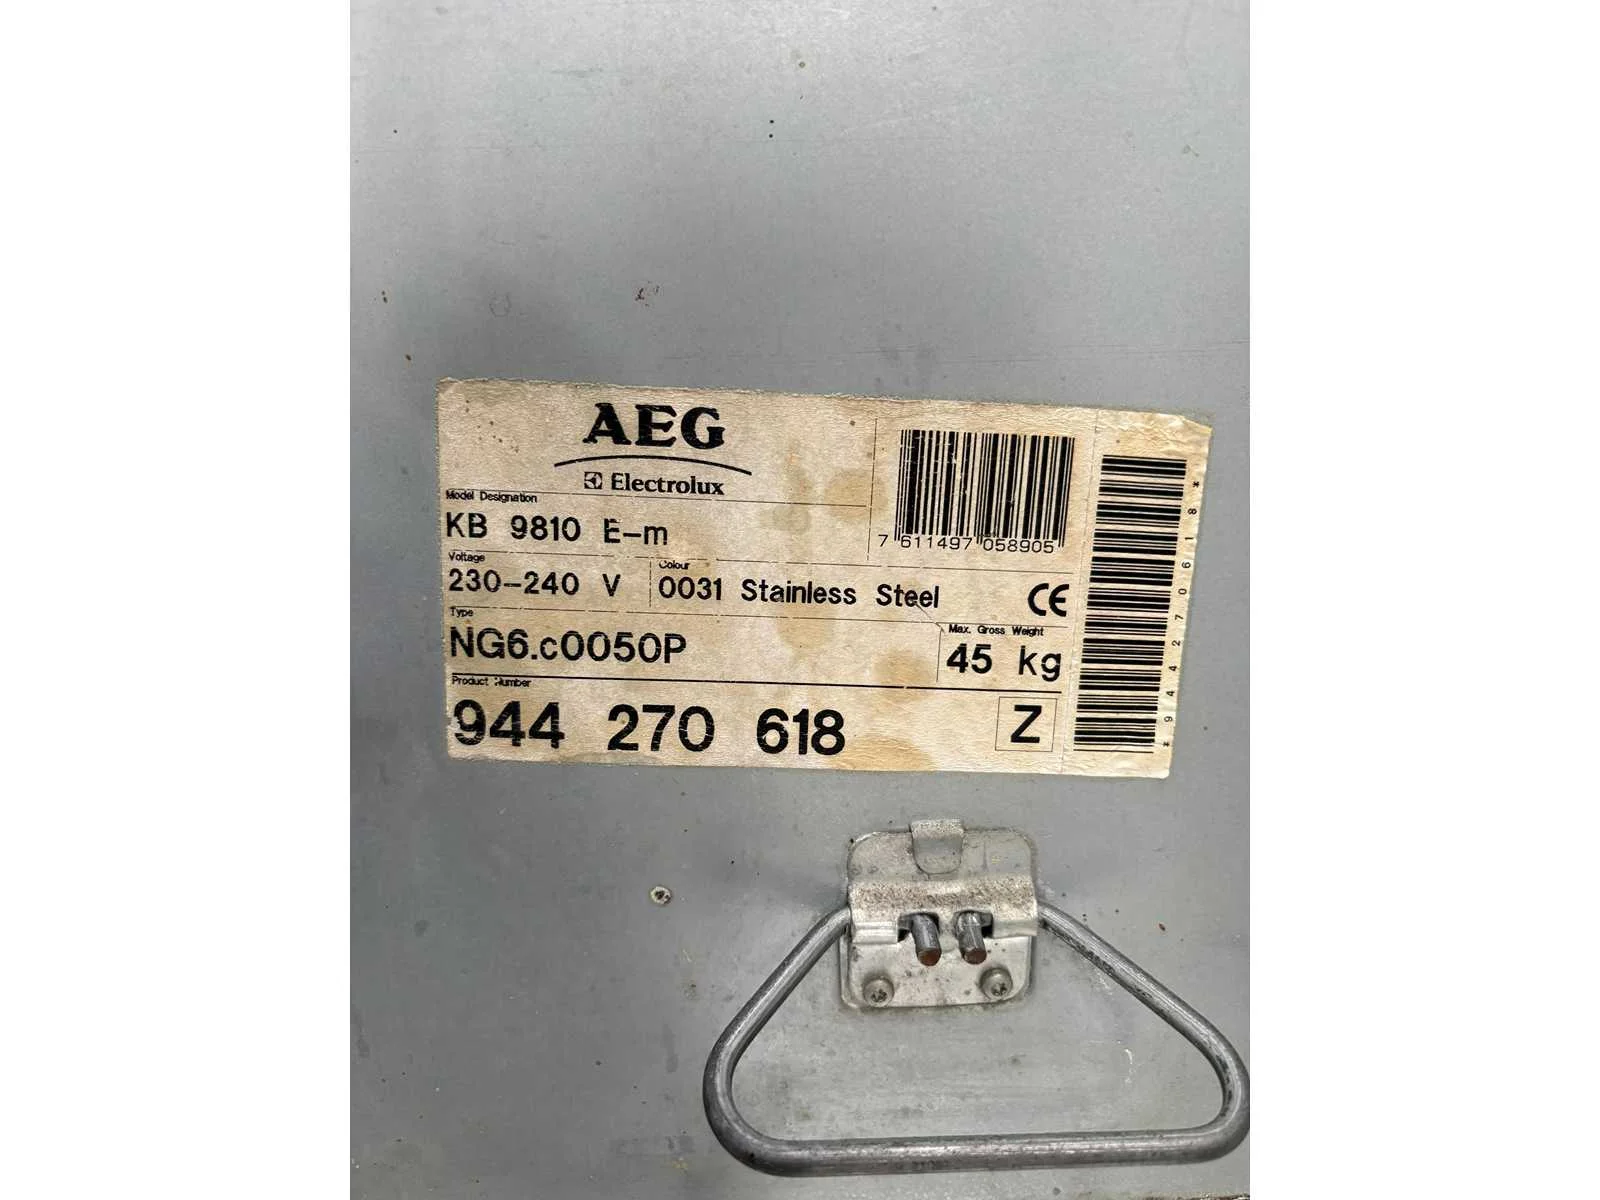 AEG
Electrolux
Model Designation
KB 9810 E-m
7 611497 058905
Voltage
230-240 V
Colour
0031 Stainless Steel
CE
Type
NG6.c0050P
Max. Gross Weight
45 kg
Product Number
944 270 618
Z
*944270618*